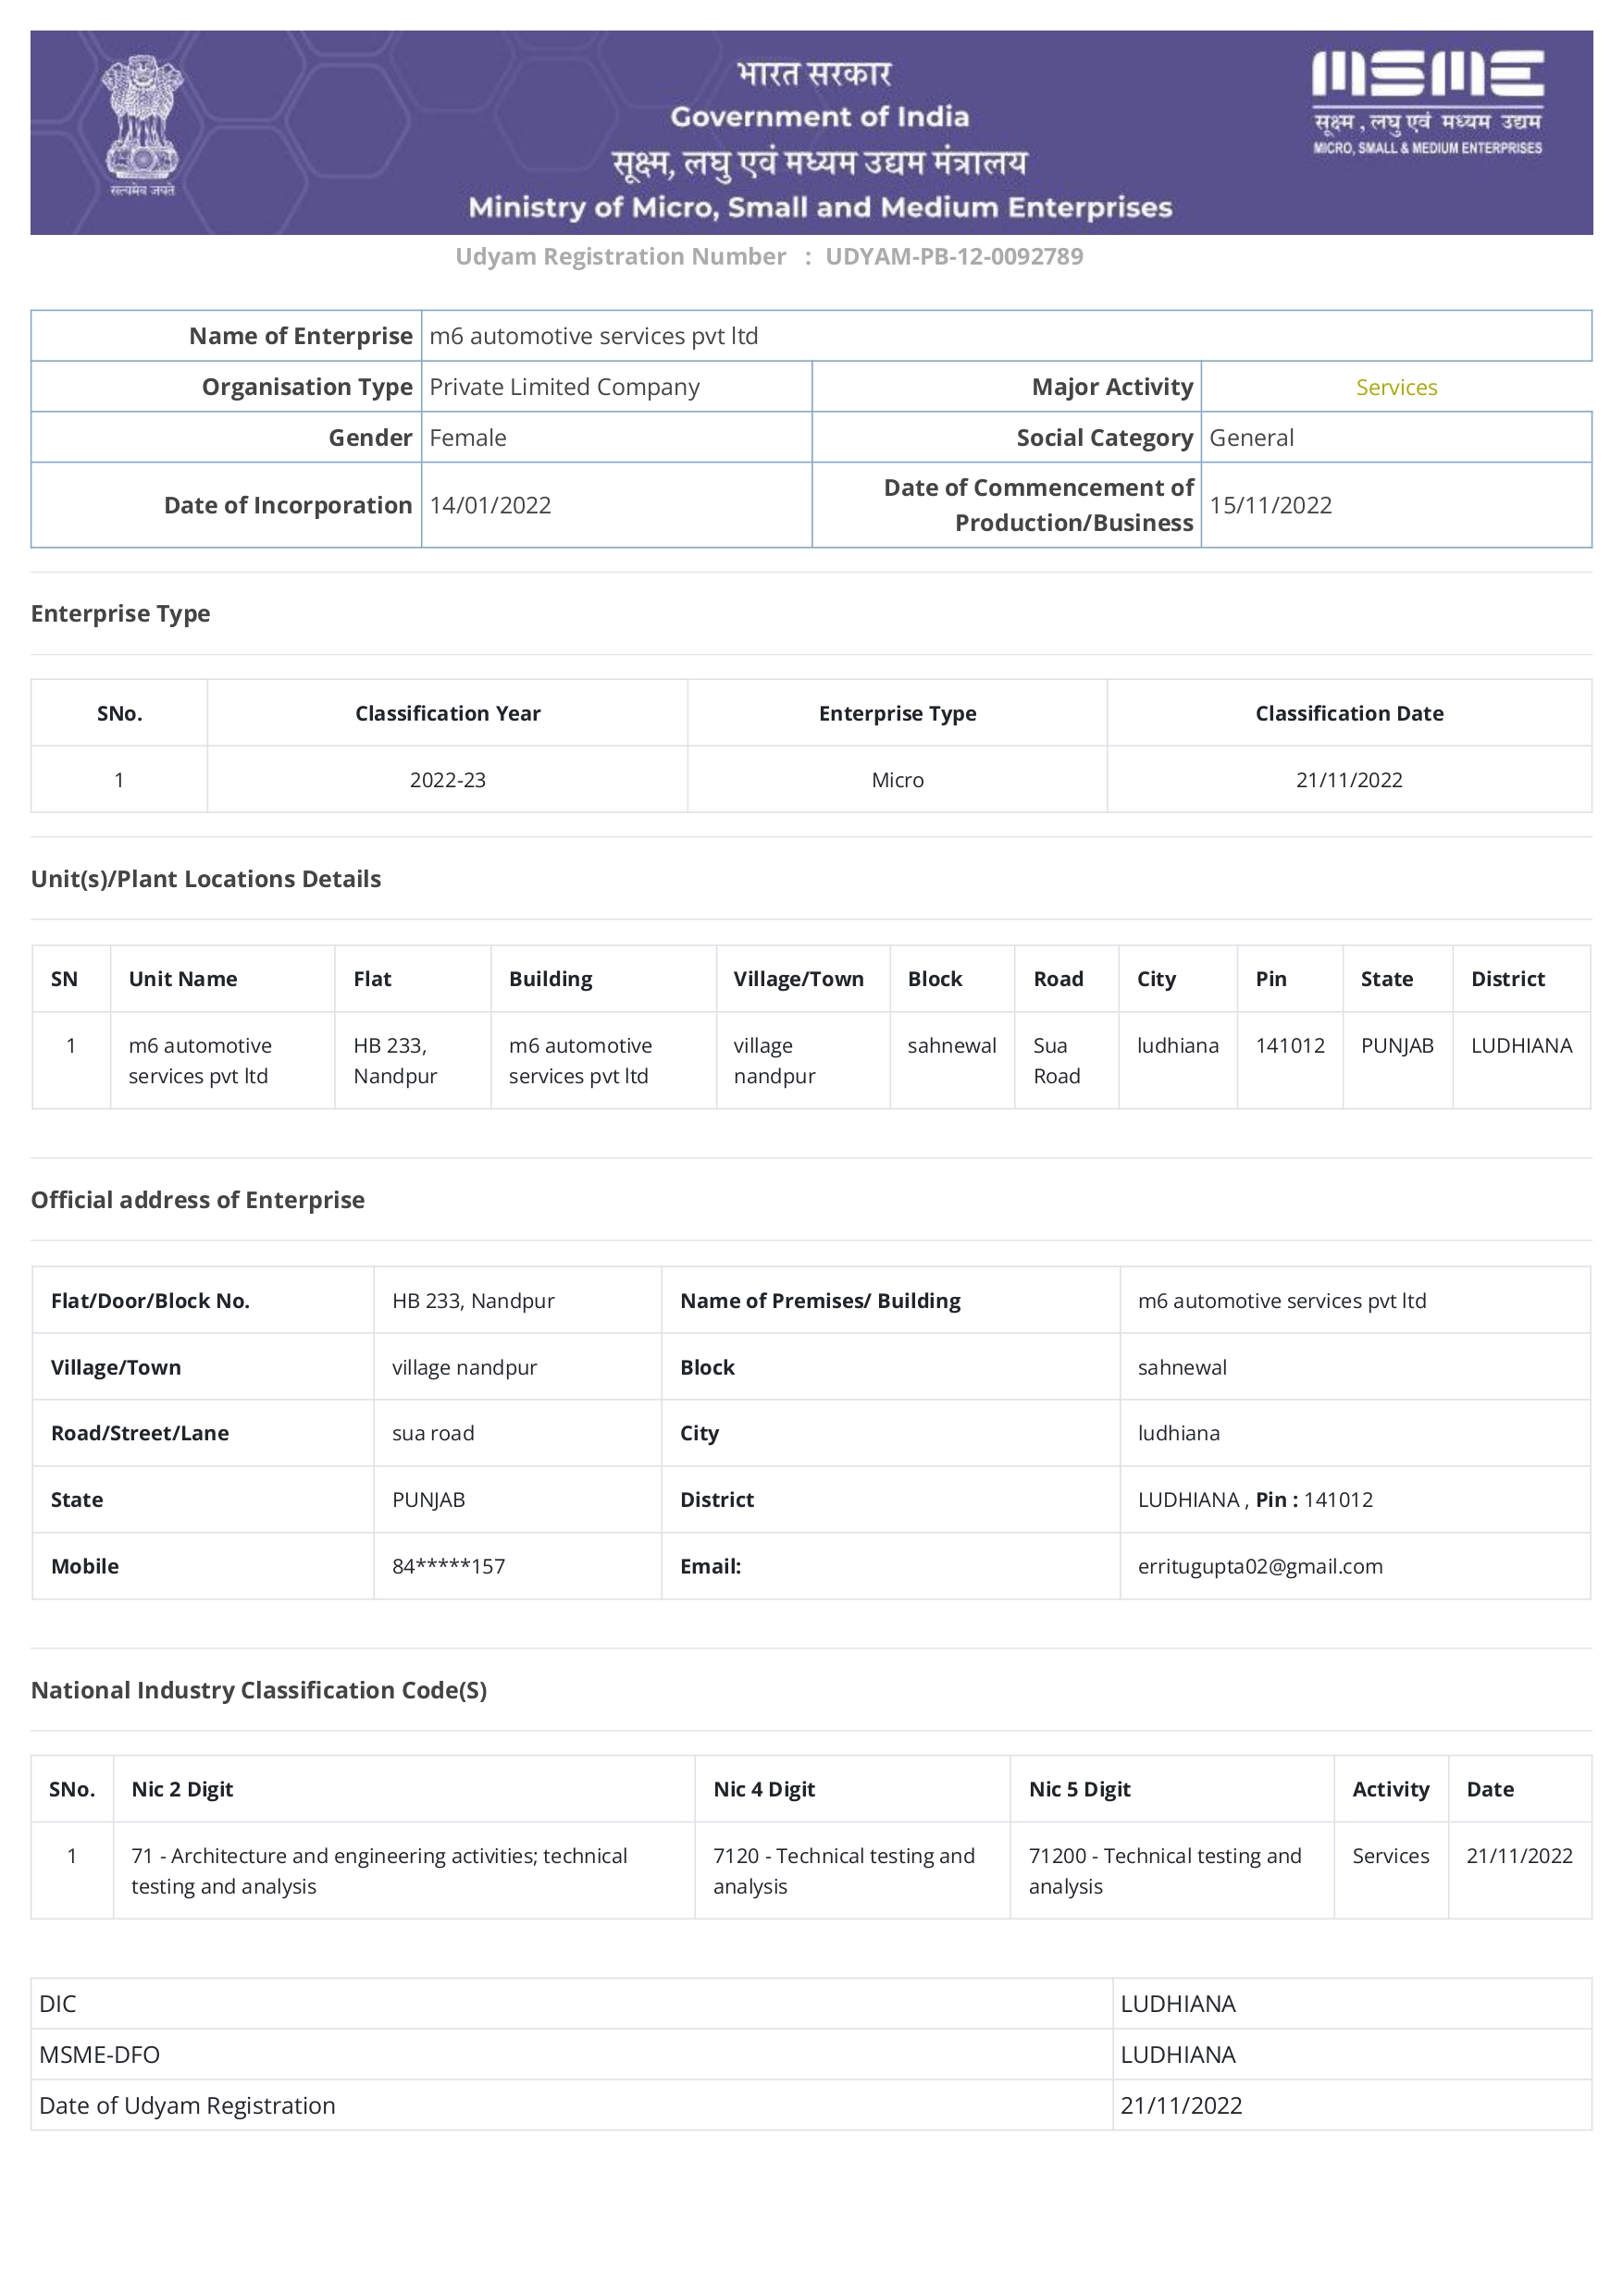 भारत सरकार
Government of India
सूक्ष्म, लघु एवं मध्यम उद्यम मंत्रालय
Ministry of Micro, Small and Medium Enterprises
सत्यमेव जयते
MSME
सूक्ष्म , लघु एवं मध्यम उद्यम
MICRO, SMALL & MEDIUM ENTERPRISES
Udyam Registration Number : UDYAM-PB-12-0092789
Name of Enterprise m6 automotive services pvt ltd
Organisation Type Private Limited Company Major Activity Services
Gender Female Social Category General
Date of Incorporation 14/01/2022 Date of Commencement of Production/Business 15/11/2022
Enterprise Type
SNo. Classification Year Enterprise Type Classification Date
1 2022-23 Micro 21/11/2022
Unit(s)/Plant Locations Details
SN Unit Name Flat Building Village/Town Block Road City Pin State District
1 m6 automotive services pvt ltd HB 233, Nandpur m6 automotive services pvt ltd village nandpur sahnewal Sua Road ludhiana 141012 PUNJAB LUDHIANA
Official address of Enterprise
Flat/Door/Block No. HB 233, Nandpur Name of Premises/ Building m6 automotive services pvt ltd
Village/Town village nandpur Block sahnewal
Road/Street/Lane sua road City ludhiana
State PUNJAB District LUDHIANA , Pin : 141012
Mobile 84*****157 Email: erritugupta02@gmail.com
National Industry Classification Code(S)
SNo. Nic 2 Digit Nic 4 Digit Nic 5 Digit Activity Date
1 71 - Architecture and engineering activities; technical testing and analysis 7120 - Technical testing and analysis 71200 - Technical testing and analysis Services 21/11/2022
DIC LUDHIANA
MSME-DFO LUDHIANA
Date of Udyam Registration 21/11/2022